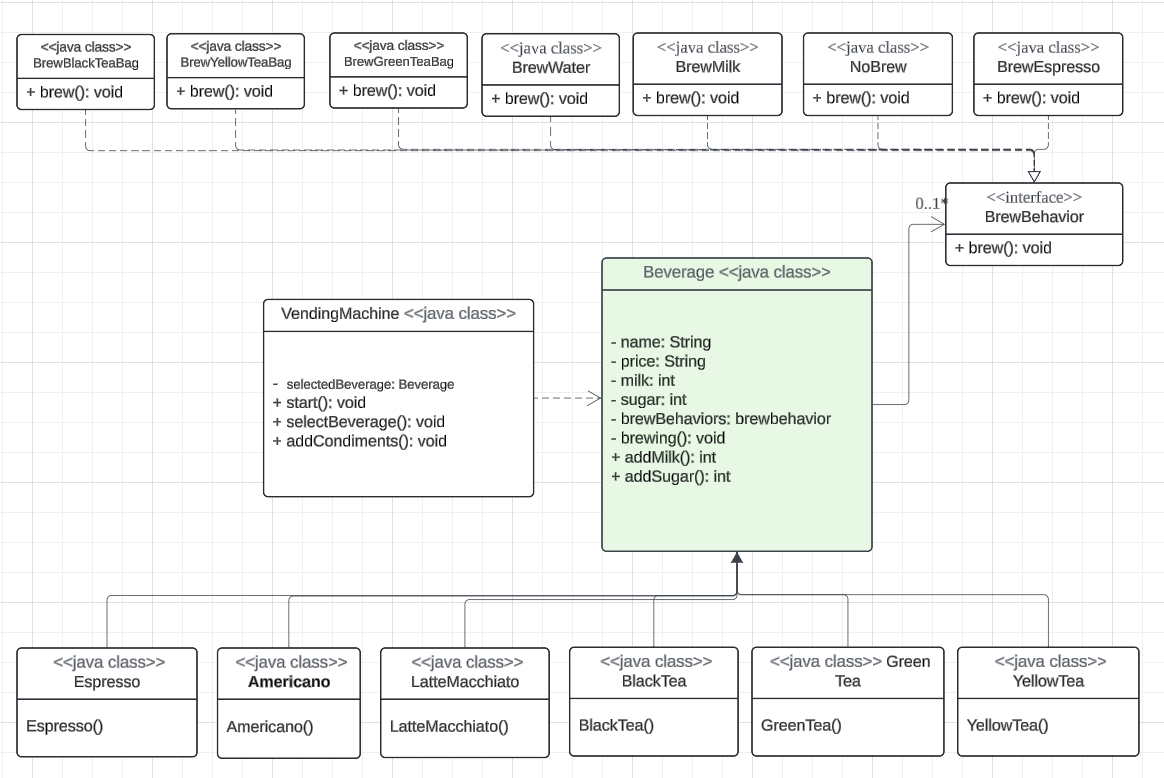 <<java class>>
BrewBlackTeaBag
+ brew(): void
<<java class>>
BrewYellowTeaBag
+ brew(): void
<<java class>>
BrewGreenTeaBag
+ brew(): void
<<java class>>
BrewWater
+ brew(): void
<<java class>>
BrewMilk
+ brew(): void
<<java class>>
NoBrew
+ brew(): void
<<java class>>
BrewEspresso
+ brew(): void
0..1*
<<interface>>
BrewBehavior
+ brew(): void
VendingMachine <<java class>>
- selectedBeverage: Beverage
+ start(): void
+ selectBeverage(): void
+ addCondiments(): void
Beverage <<java class>>
- name: String
- price: String
- milk: int
- sugar: int
- brewBehaviors: brewbehavior
- brewing(): void
+ addMilk(): int
+ addSugar(): int
<<java class>>
Espresso
Espresso()
<<java class>>
Americano
Americano()
<<java class>>
LatteMacchiato
LatteMacchiato()
<<java class>>
BlackTea
BlackTea()
<<java class>> Green
Tea
GreenTea()
<<java class>>
YellowTea
YellowTea()